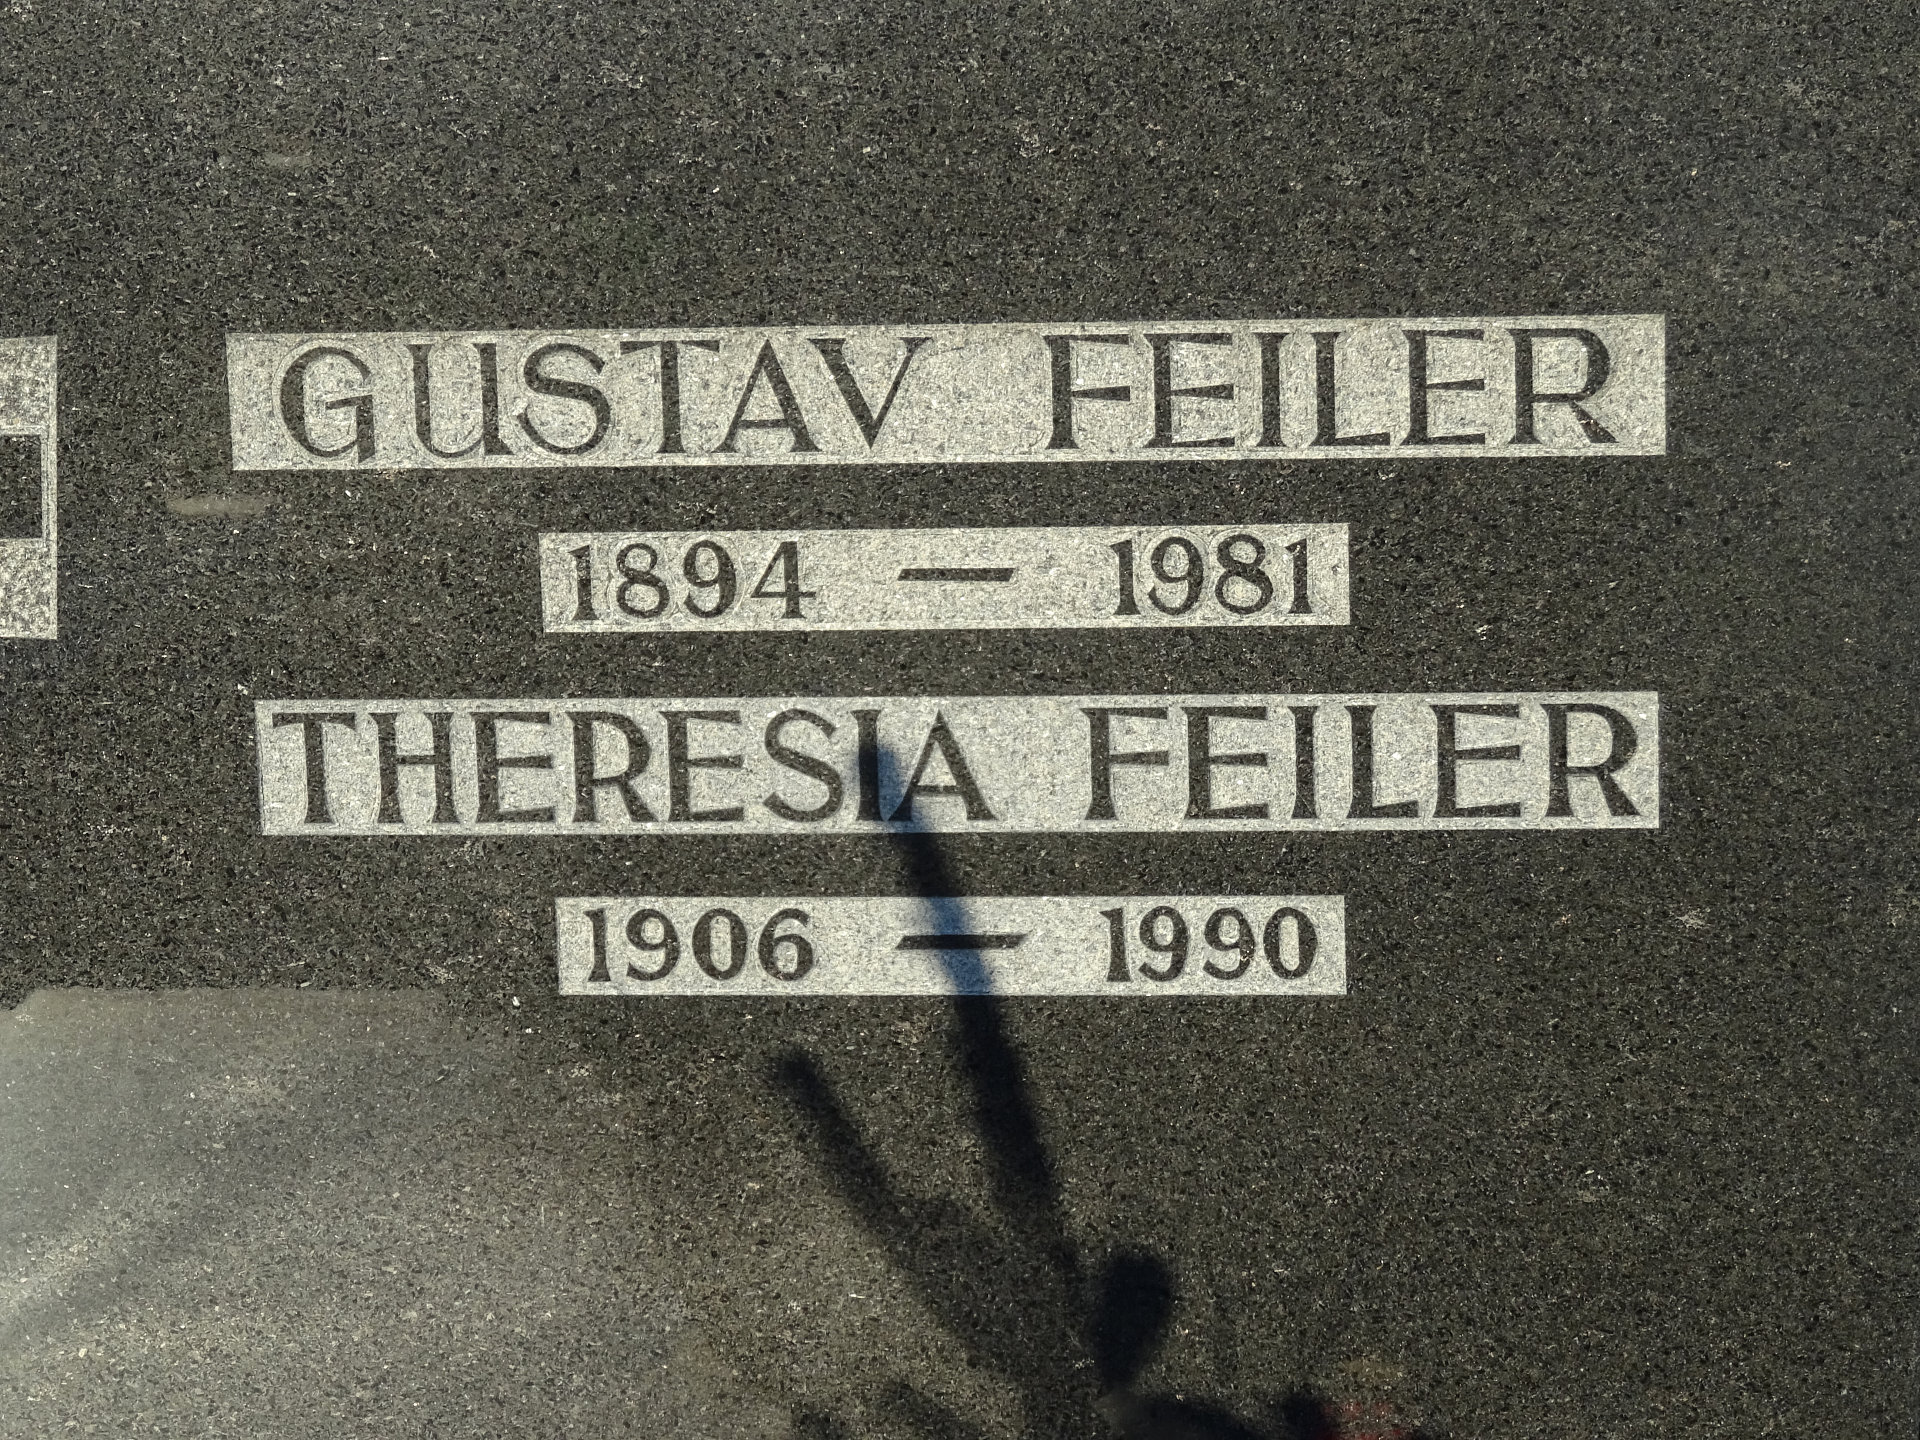 GUSTAV FEILER
1894 — 1981
THERESIA FEILER
1906 — 1990